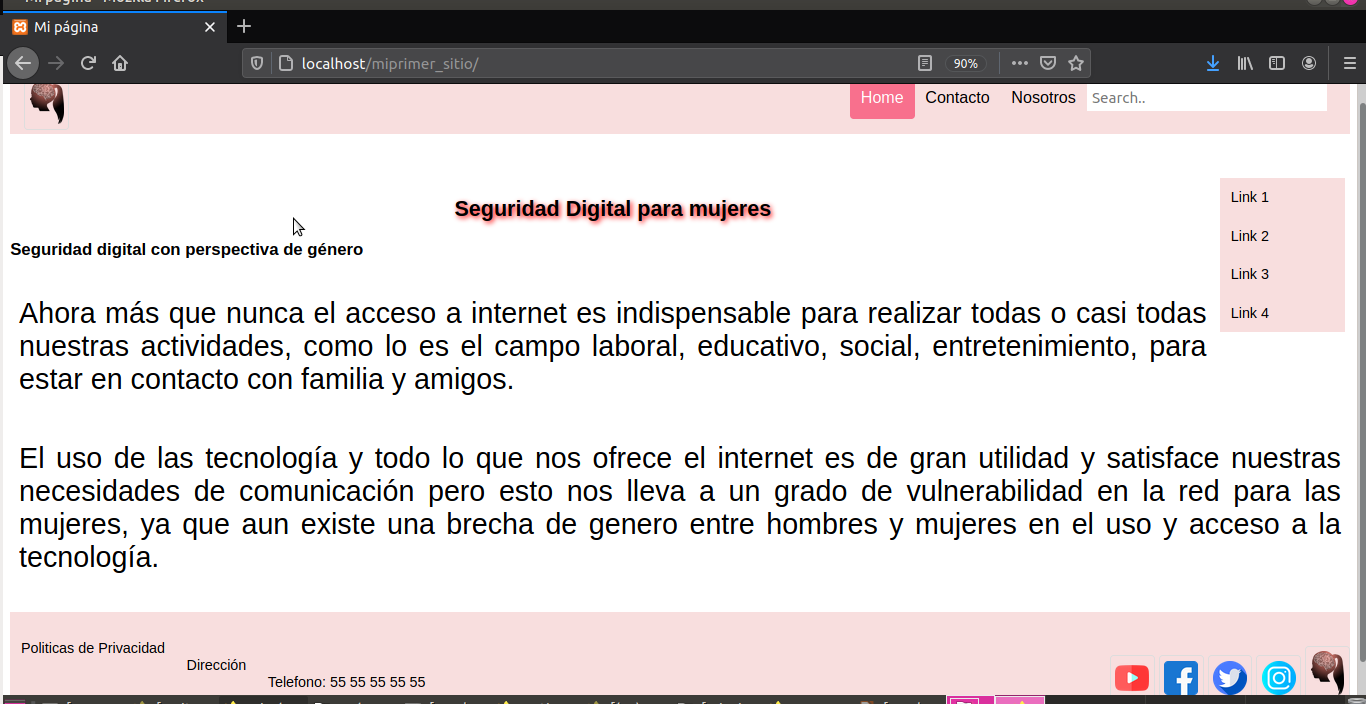 Mi página
localhost/miprimer_sitio/
90%
Home Contacto Nosotros Search..
Seguridad Digital para mujeres
Link 1
Link 2
Link 3
Link 4
Seguridad digital con perspectiva de género
Ahora más que nunca el acceso a internet es indispensable para realizar todas o casi todas
nuestras actividades, como lo es el campo laboral, educativo, social, entretenimiento, para
estar en contacto con familia y amigos.
El uso de las tecnología y todo lo que nos ofrece el internet es de gran utilidad y satisface nuestras
necesidades de comunicación pero esto nos lleva a un grado de vulnerabilidad en la red para las
mujeres, ya que aun existe una brecha de genero entre hombres y mujeres en el uso y acceso a la
tecnología.
Politicas de Privacidad
Dirección
Telefono: 55 55 55 55 55